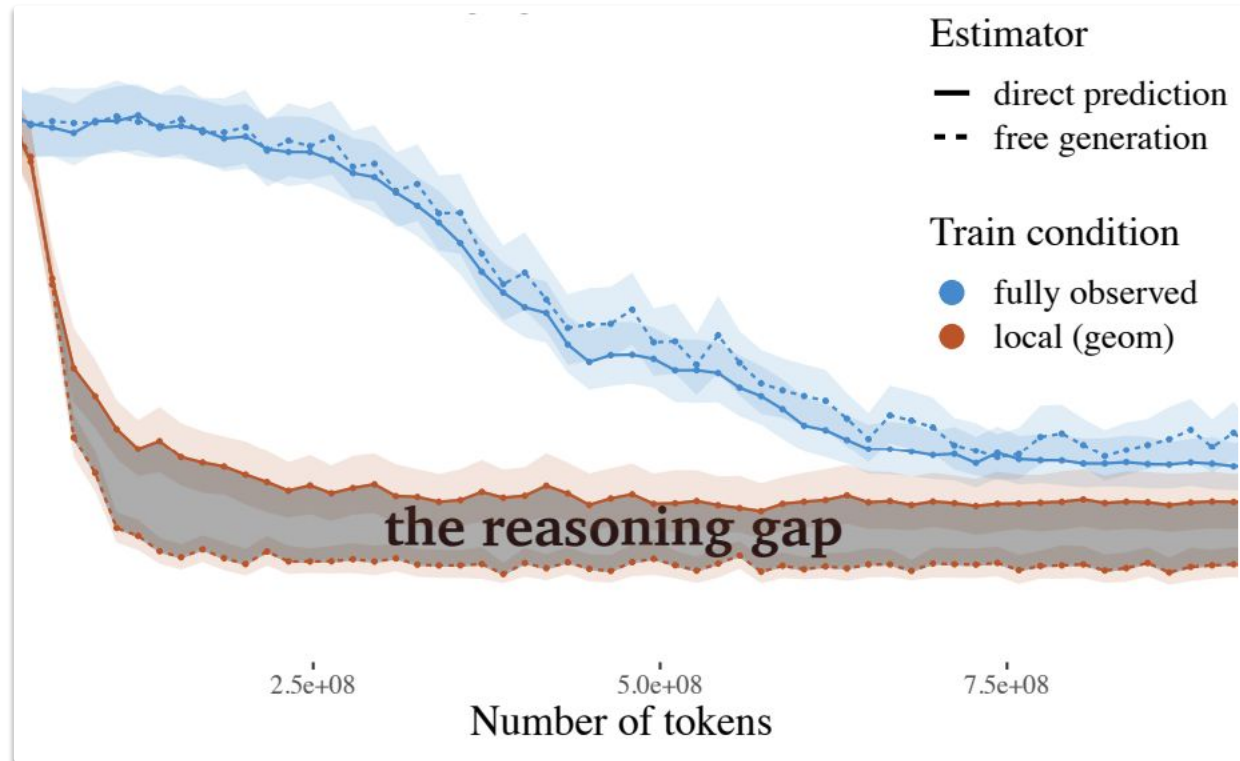 Estimator
direct prediction
free generation
Train condition
fully observed
local (geom)
the reasoning gap
2.5e+08 5.0e+08 7.5e+08
Number of tokens